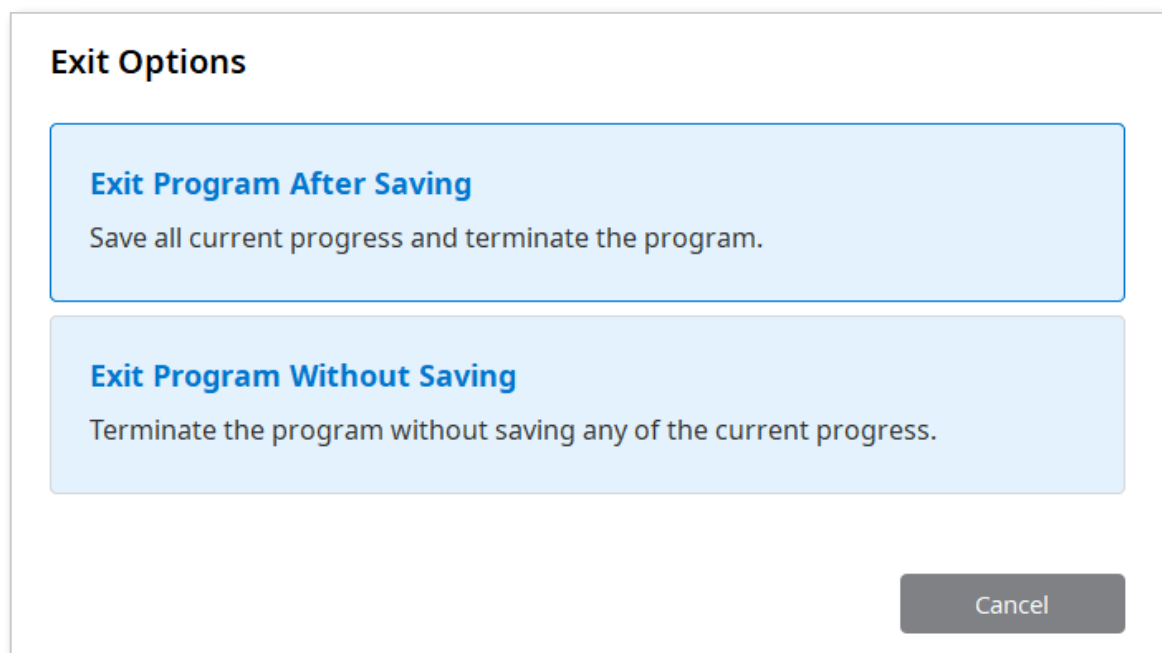 Exit Options
Exit Program After Saving
Save all current progress and terminate the program.
Exit Program Without Saving
Terminate the program without saving any of the current progress.
Cancel